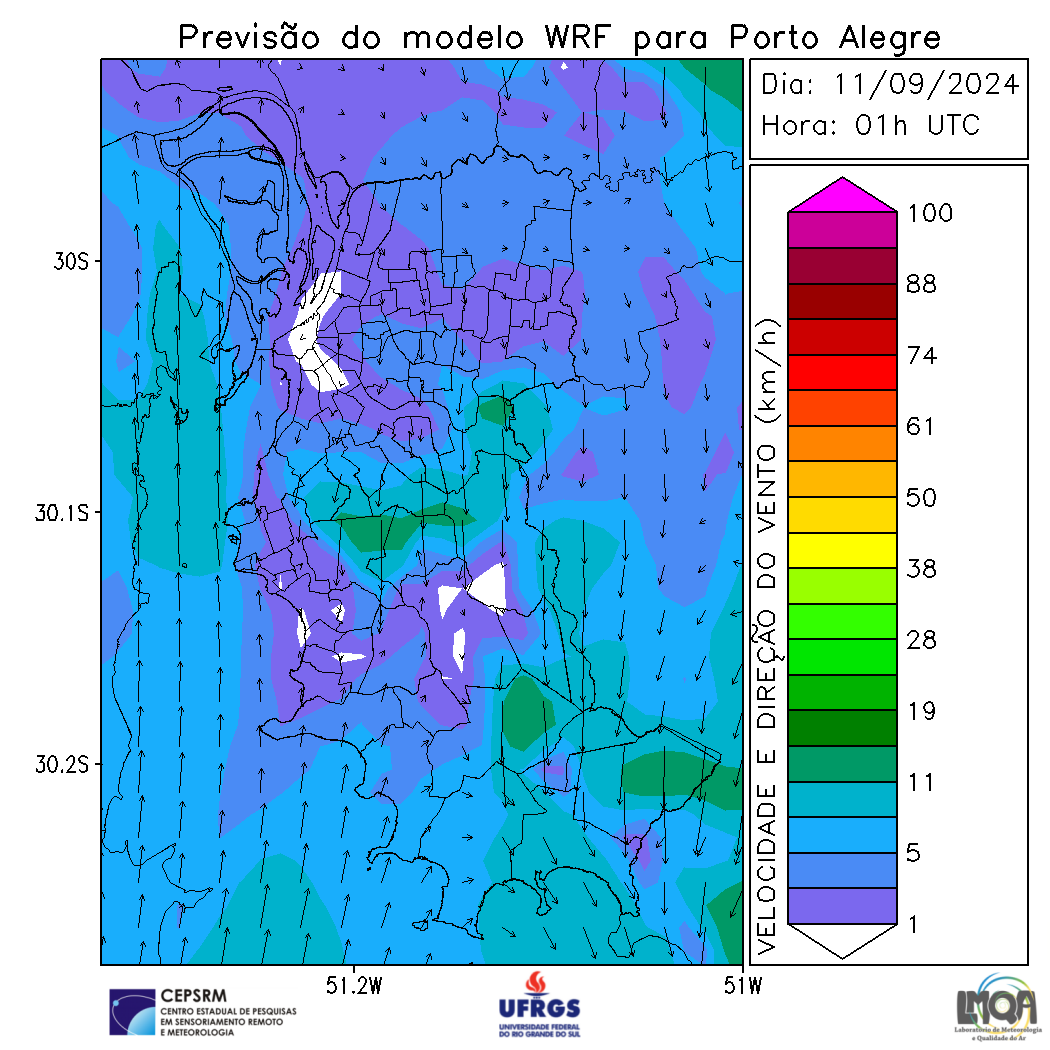 Previsão do modelo WRF para Porto Alegre
Dia: 11/09/2024
Hora: 01h UTC
30S
30.1S
30.2S
51.2W
51W
VELOCIDADE E DIREÇÃO DO VENTO (km/h)
100
88
74
61
50
38
28
19
11
5
1
CEPSRM
CENTRO ESTADUAL DE PESQUISAS
EM SENSORIAMENTO REMOTO
E METEOROLOGIA
UFRGS
UNIVERSIDADE FEDERAL
DO RIO GRANDE DO SUL
LMQA
Laboratório de Meteorologia
e Qualidade do Ar